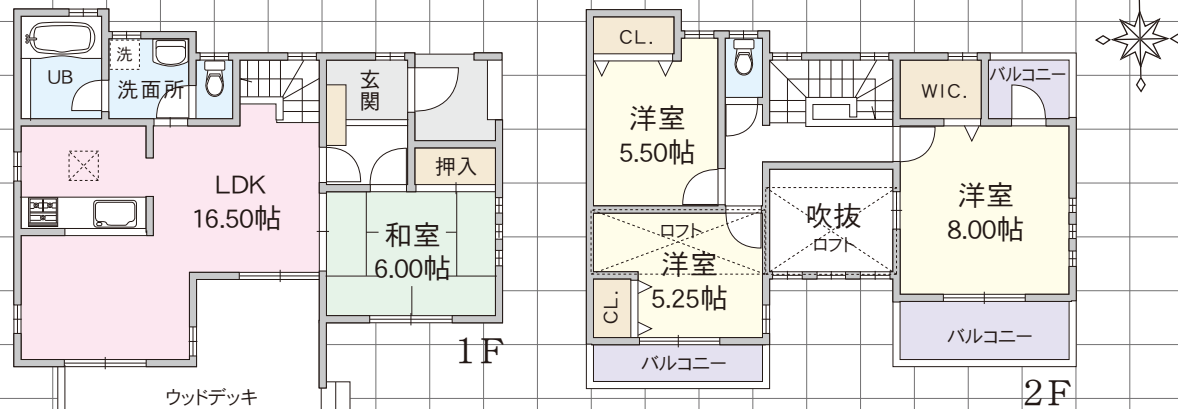 UB
洗
洗面所
玄関
押入
LDK
16.50帖
和室
6.00帖
1F
ウッドデッキ
CL.
洋室
5.50帖
WIC.
バルコニー
洋室
8.00帖
吹抜
ロフト
ロフト
洋室
5.25帖
CL.
バルコニー
バルコニー
2F